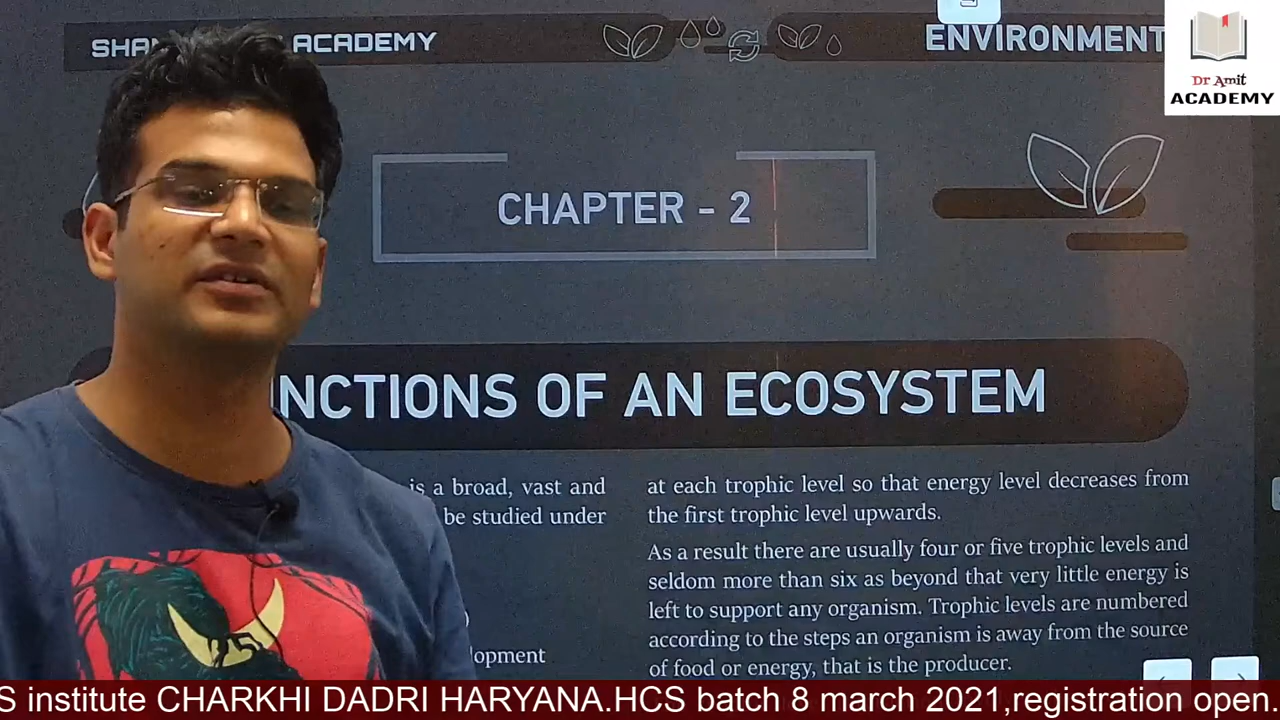 ACADEMY
ENVIRONMENT
Dr Amit
ACADEMY
CHAPTER - 2
NCTIONS OF AN ECOSYSTEM
is a broad, vast and
be studied under
lopment
at each trophic level so that energy level decreases from
the first trophic level upwards.
As a result there are usually four or five trophic levels and
seldom more than six as beyond that very little energy is
left to support any organism. Trophic levels are numbered
according to the steps an organism is away from the source
of food or energy, that is the producer.
S institute CHARKHI DADRI HARYANA.HCS batch 8 march 2021,registration open.